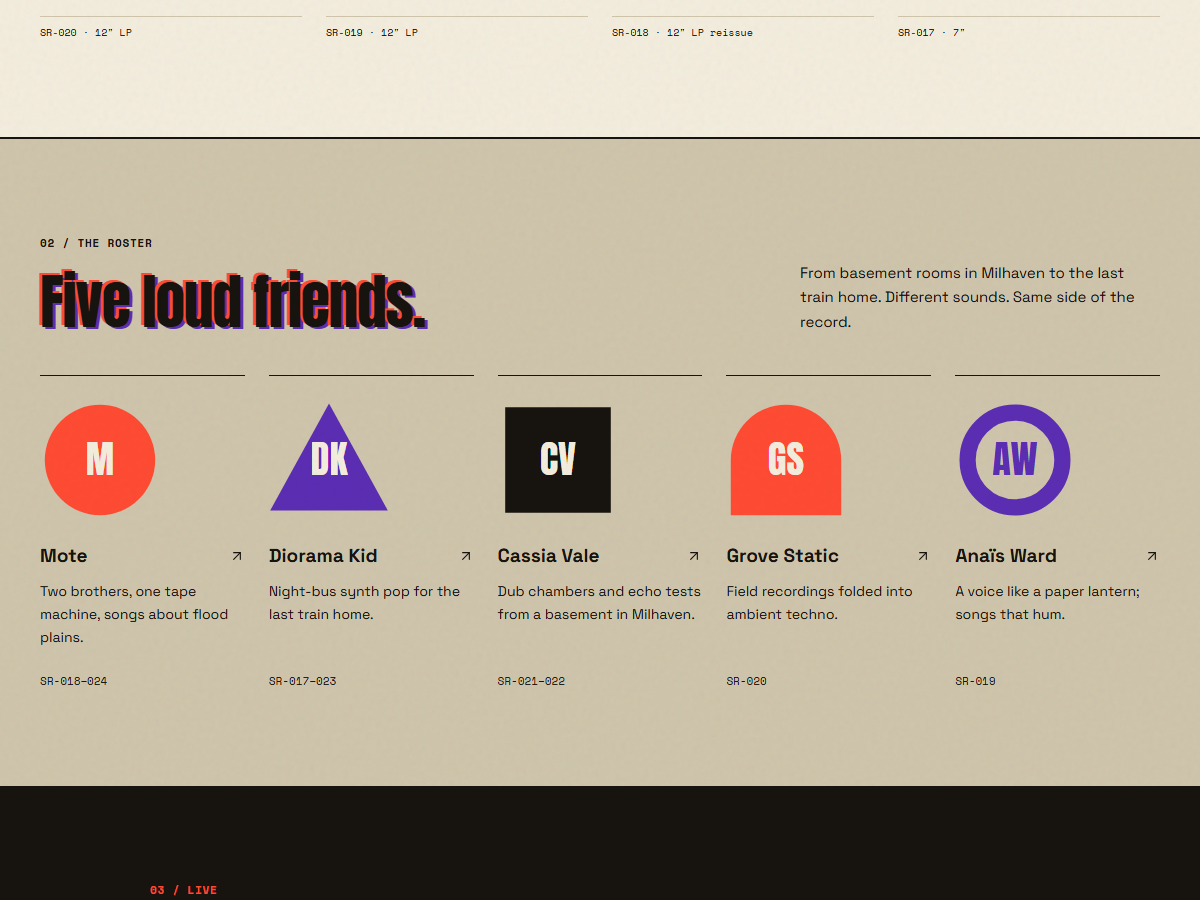 SR-020 · 12″ LP
SR-019 · 12″ LP
SR-018 · 12″ LP reissue
SR-017 · 7″
02 / THE ROSTER
Five loud friends.
From basement rooms in Milhaven to the last
train home. Different sounds. Same side of the
record.
M
DK
CV
GS
AW
Mote
Two brothers, one tape
machine, songs about flood
plains.
SR-018–024
Diorama Kid
Night-bus synth pop for the
last train home.
SR-017–023
Cassia Vale
Dub chambers and echo tests
from a basement in Milhaven.
SR-021–022
Grove Static
Field recordings folded into
ambient techno.
SR-020
Anaïs Ward
A voice like a paper lantern;
songs that hum.
SR-019
03 / LIVE